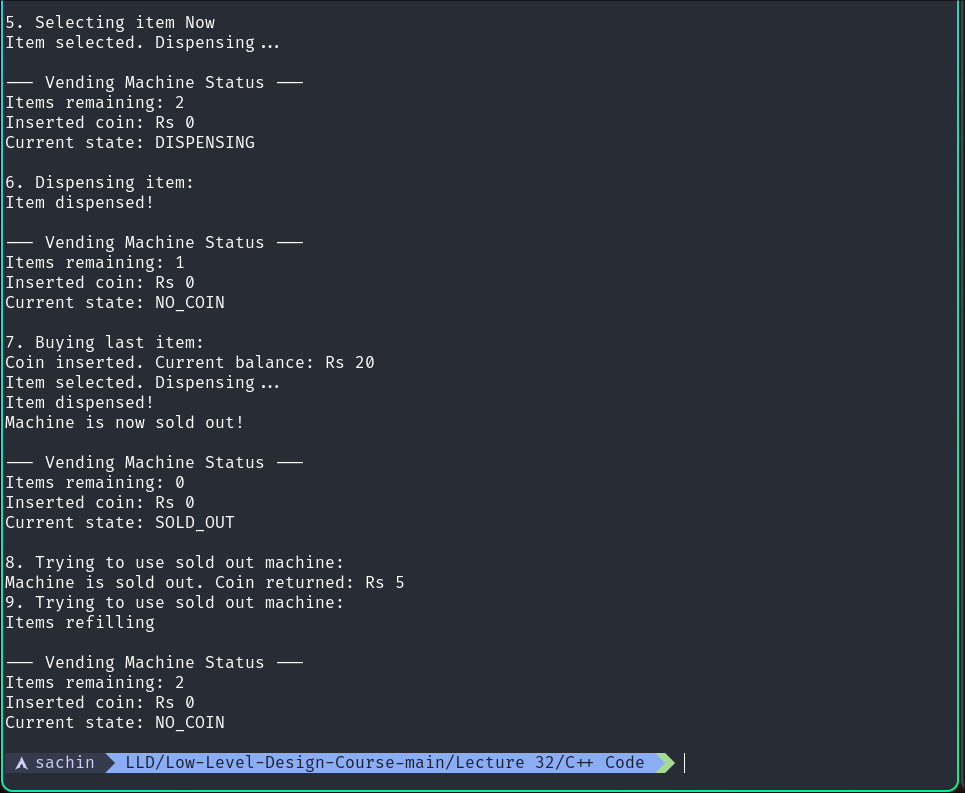 5. Selecting item Now
Item selected. Dispensing...
--- Vending Machine Status ---
Items remaining: 2
Inserted coin: Rs 0
Current state: DISPENSING
6. Dispensing item:
Item dispensed!
--- Vending Machine Status ---
Items remaining: 1
Inserted coin: Rs 0
Current state: NO_COIN
7. Buying last item:
Coin inserted. Current balance: Rs 20
Item selected. Dispensing...
Item dispensed!
Machine is now sold out!
--- Vending Machine Status ---
Items remaining: 0
Inserted coin: Rs 0
Current state: SOLD_OUT
8. Trying to use sold out machine:
Machine is sold out. Coin returned: Rs 5
9. Trying to use sold out machine:
Items refilling
--- Vending Machine Status ---
Items remaining: 2
Inserted coin: Rs 0
Current state: NO_COIN
sachin LLD/Low-Level-Design-Course-main/Lecture 32/C++ Code